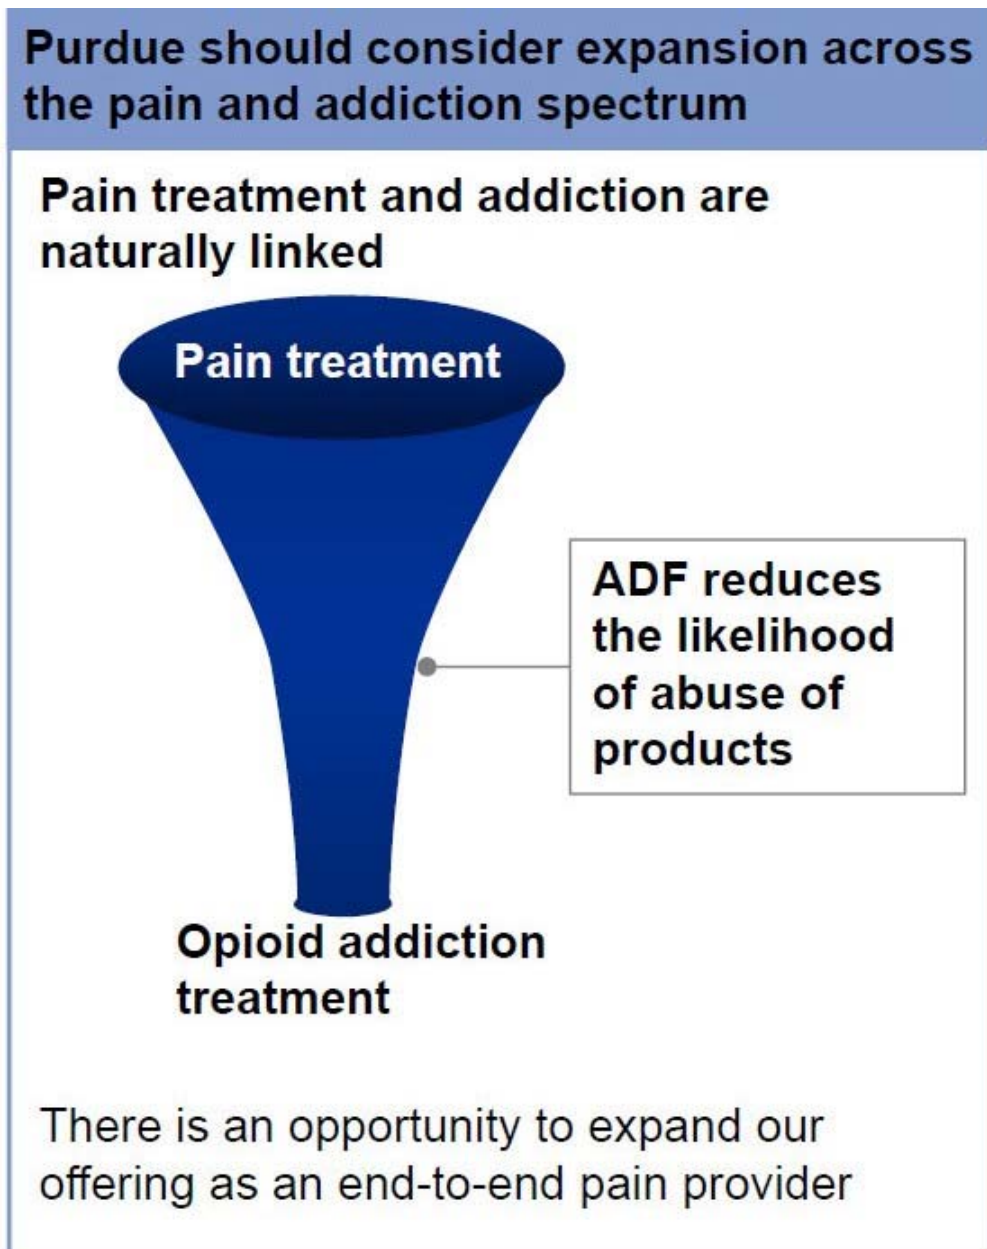 Purdue should consider expansion across
the pain and addiction spectrum
Pain treatment and addiction are
naturally linked
Pain treatment
ADF reduces
the likelihood
of abuse of
products
Opioid addiction
treatment
There is an opportunity to expand our
offering as an end-to-end pain provider